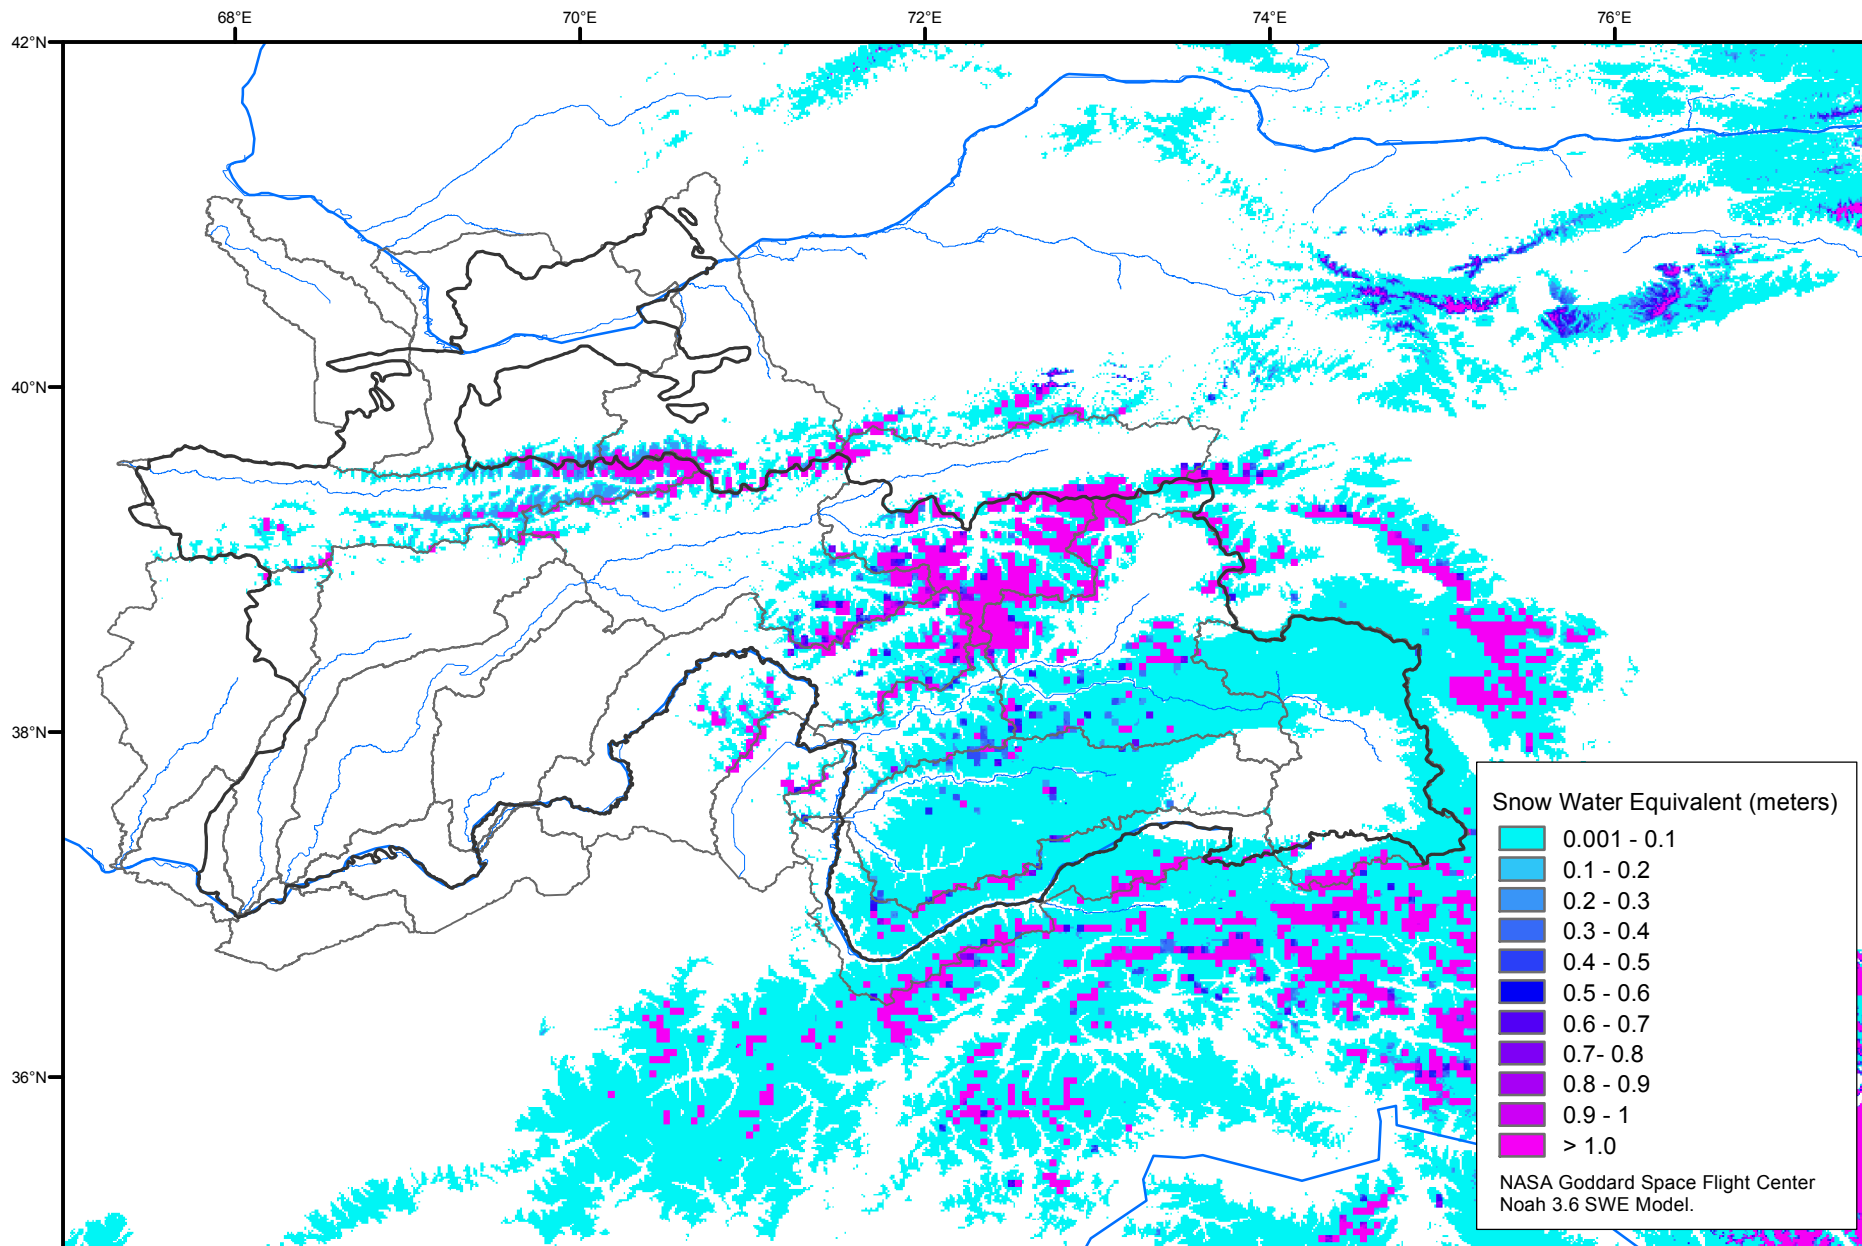 68°E
70°E
72°E
74°E
76°E
42°N
40°N
38°N
36°N
Snow Water Equivalent (meters)
0.001 - 0.1
0.1 - 0.2
0.2 - 0.3
0.3 - 0.4
0.4 - 0.5
0.5 - 0.6
0.6 - 0.7
0.7- 0.8
0.8 - 0.9
0.9 - 1
> 1.0
NASA Goddard Space Flight Center
Noah 3.6 SWE Model.